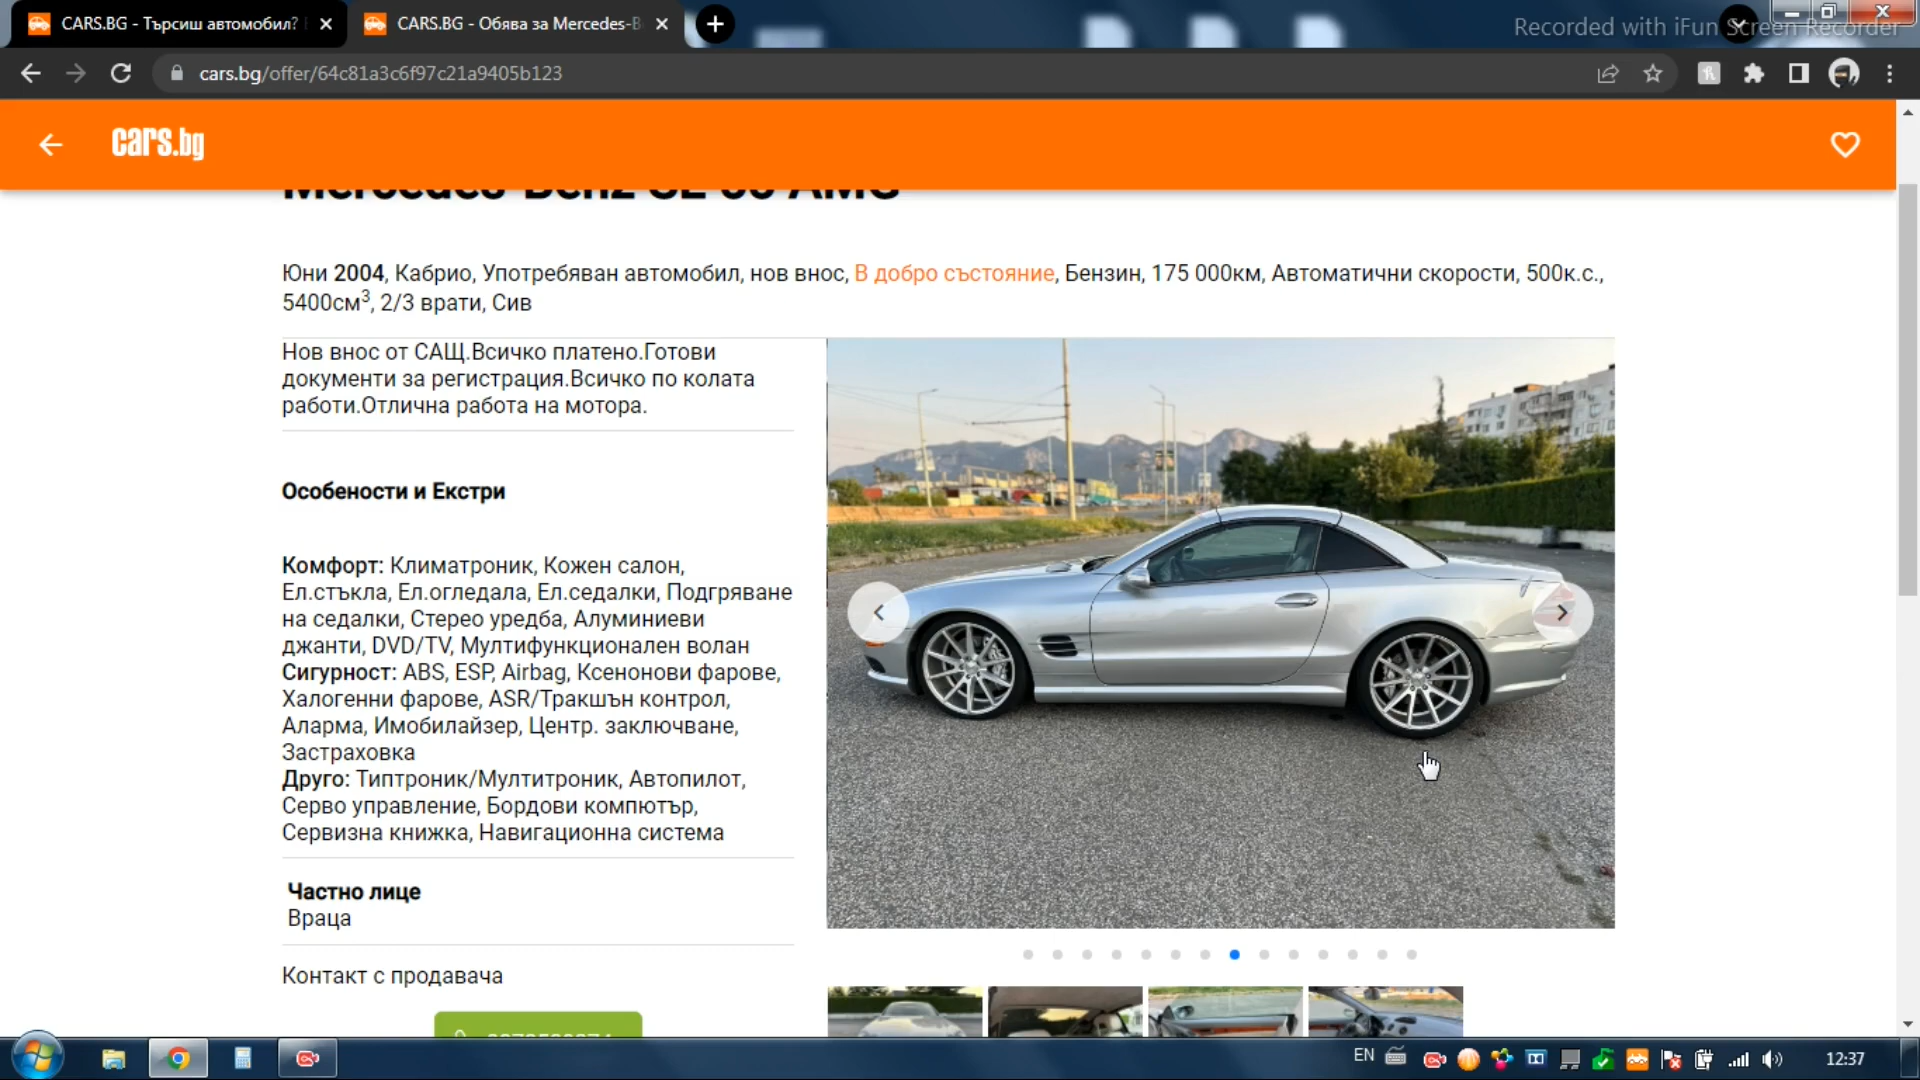 CARS.BG - Търсиш автомобил?
CARS.BG - Обява за Mercedes-B
Recorded with iFun Screen Recorder
cars.bg/offer/64c81a3c6f97c21a9405b123
cars.bg
Mercedes-Benz SL 55 AMG
Юни 2004, Кабрио, Употребяван автомобил, нов внос, В добро състояние, Бензин, 175 000км, Автоматични скорости, 500к.с.,
5400см³, 2/3 врати, Сив
Нов внос от САЩ.Всичко платено.Готови
документи за регистрация.Всичко по колата
работи.Отлична работа на мотора.
Особености и Екстри
Комфорт: Климатроник, Кожен салон,
Ел.стъкла, Ел.огледала, Ел.седалки, Подгряване
на седалки, Стерео уредба, Алуминиеви
джанти, DVD/TV, Мултифункционален волан
Сигурност: ABS, ESP, Airbag, Ксенонови фарове,
Халогенни фарове, ASR/Тракшън контрол,
Аларма, Имобилайзер, Центр. заключване,
Застраховка
Друго: Типтроник/Мултитроник, Автопилот,
Серво управление, Бордови компютър,
Сервизна книжка, Навигационна система
Частно лице
Враца
Контакт с продавача
EN
12:37